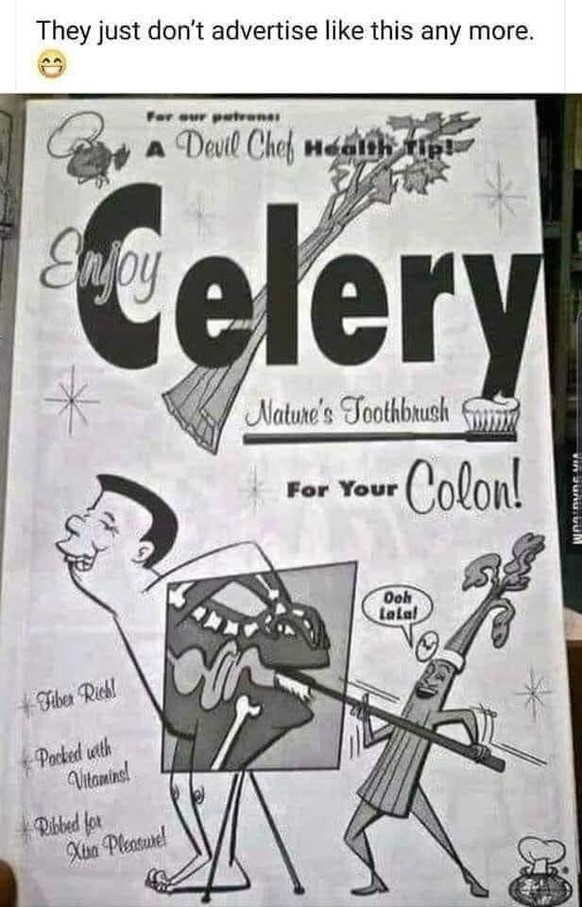 They just don't advertise like this any more.
😁
For our patrons:
A Devil Chef Health Tip!
Enjoy
Celery
Nature's Toothbrush
For Your Colon!
Ooh
LaLa!
Fiber Rich!
Packed with
Vitamins!
Ribbed for
Xtra Pleasure!